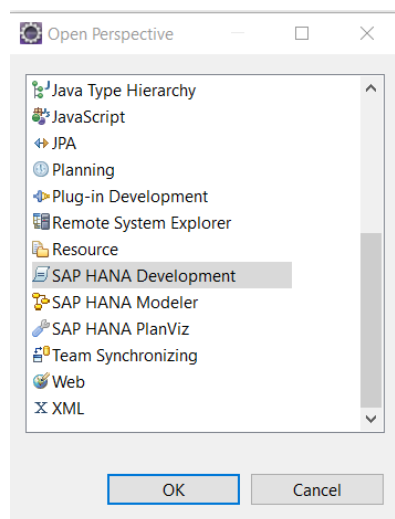 Open Perspective
Java Type Hierarchy
JavaScript
JPA
Planning
Plug-in Development
Remote System Explorer
Resource
SAP HANA Development
SAP HANA Modeler
SAP HANA PlanViz
Team Synchronizing
Web
X XML
OK Cancel